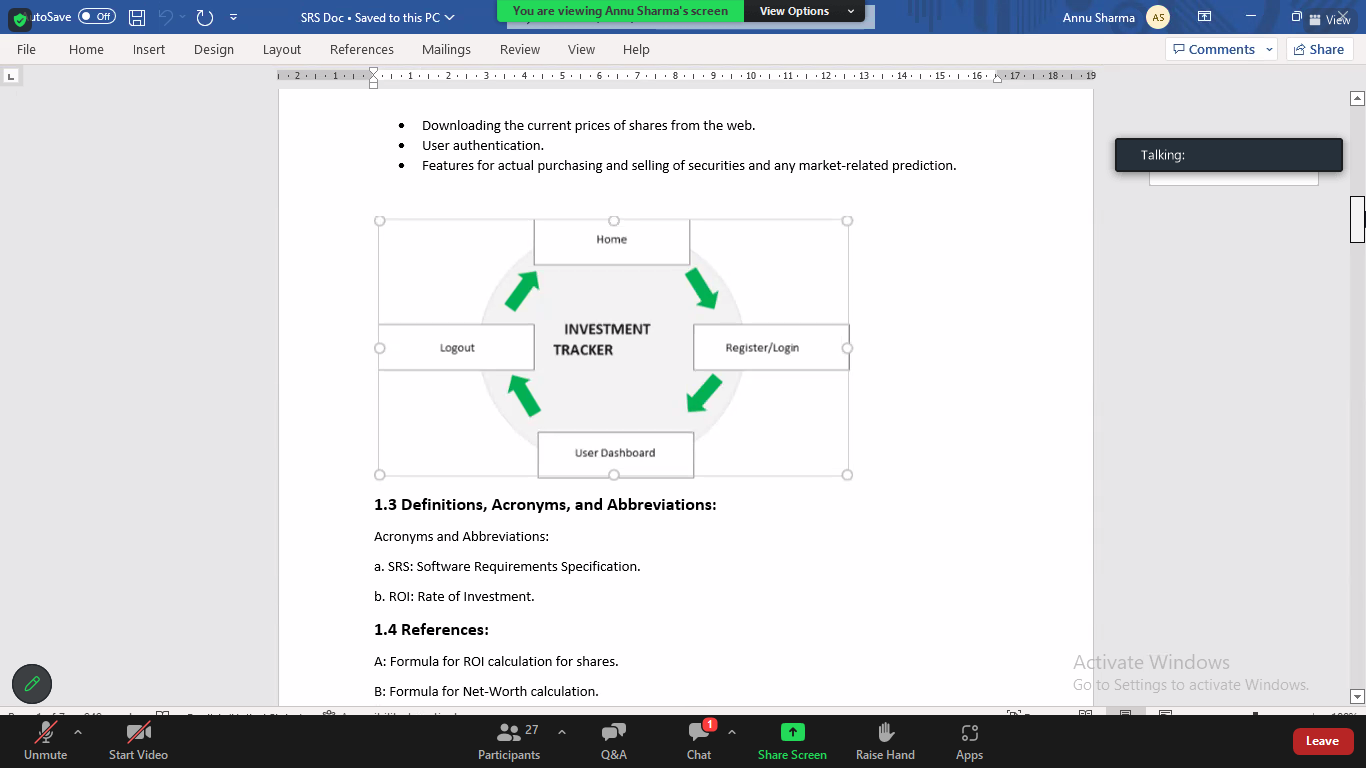 AutoSave Off SRS Doc • Saved to this PC You are viewing Annu Sharma's screen View Options Annu Sharma AS View
File Home Insert Design Layout References Mailings Review View Help Comments Share
2 1 1 2 3 4 5 6 7 8 9 10 11 12 13 14 15 16 17 18 19
• Downloading the current prices of shares from the web.
• User authentication.
• Features for actual purchasing and selling of securities and any market-related prediction.
Talking:
Home
INVESTMENT
TRACKER
Logout
Register/Login
User Dashboard
1.3 Definitions, Acronyms, and Abbreviations:
Acronyms and Abbreviations:
a. SRS: Software Requirements Specification.
b. ROI: Rate of Investment.
1.4 References:
A: Formula for ROI calculation for shares.
B: Formula for Net-Worth calculation.
Activate Windows
Go to Settings to activate Windows.
27 1
Unmute Start Video Participants Q&A Chat Share Screen Raise Hand Apps Leave